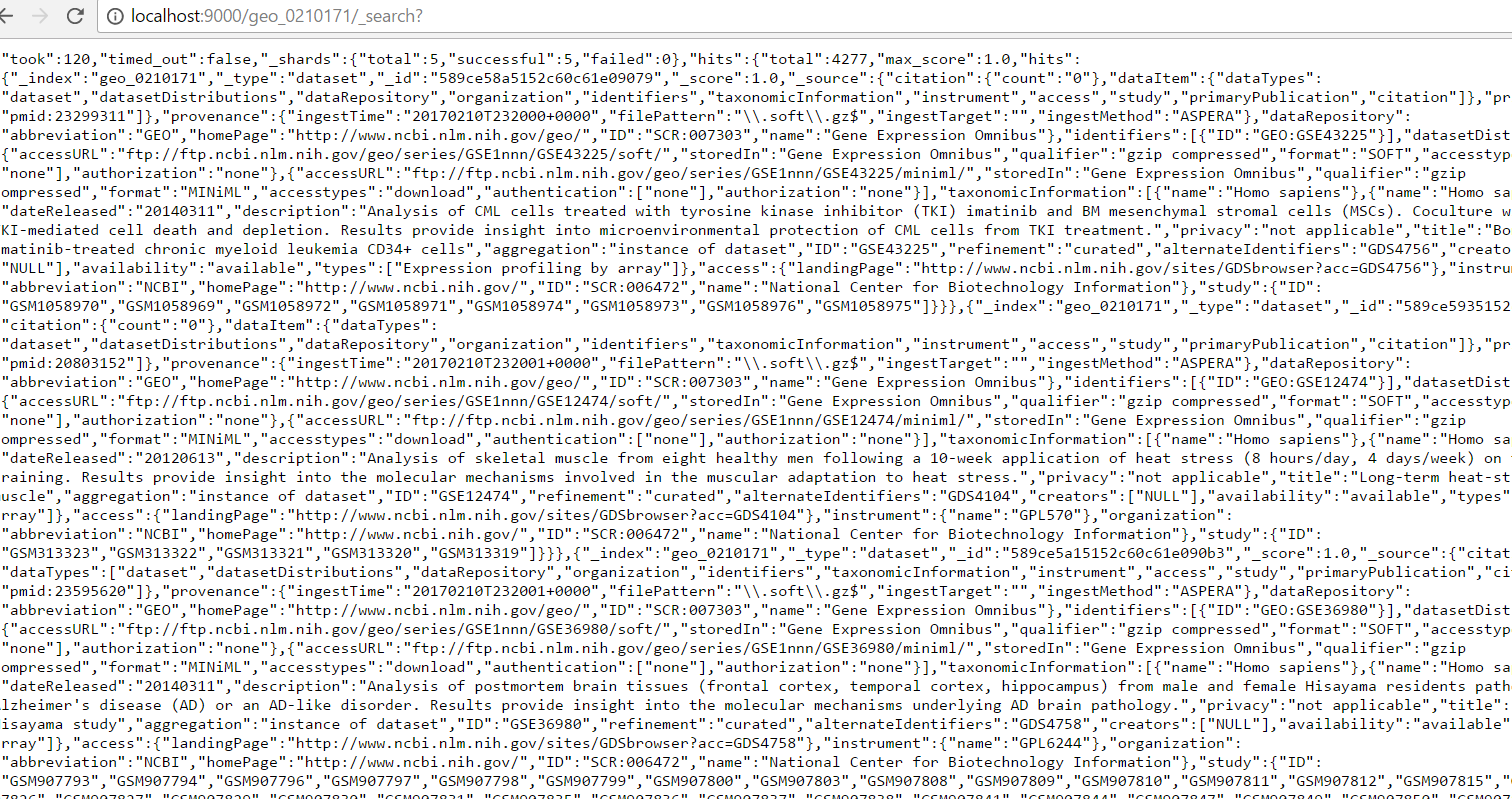 localhost:9000/geo_0210171/_search?
"took":120,"timed_out":false,"_shards":{"total":5,"successful":5,"failed":0},"hits":{"total":4277,"max_score":1.0,"hits":
{"_index":"geo_0210171","_type":"dataset","_id":"589ce58a5152c60c61e09079","_score":1.0,"_source":{"citation":{"count":"0"},"dataItem":{"dataTypes":
"dataset","datasetDistributions","dataRepository","organization","identifiers","taxonomicInformation","instrument","access","study","primaryPublication","citation"]},"pr
"pmid:23299311"]},"provenance":{"ingestTime":"20170210T232000+0000","filePattern":"\\.soft\\.gz$","ingestTarget":"","ingestMethod":"ASPERA"},"dataRepository":
"abbreviation":"GEO","homePage":"http://www.ncbi.nlm.nih.gov/geo/","ID":"SCR:007303","name":"Gene Expression Omnibus"},"identifiers":[{"ID":"GEO:GSE43225"}],"datasetDist
{"accessURL":"ftp://ftp.ncbi.nlm.nih.gov/geo/series/GSE1nnn/GSE43225/soft/","storedIn":"Gene Expression Omnibus","qualifier":"gzip compressed","format":"SOFT","accesstyp
"none"],"authorization":"none"},{"accessURL":"ftp://ftp.ncbi.nlm.nih.gov/geo/series/GSE1nnn/GSE43225/miniml/","storedIn":"Gene Expression Omnibus","qualifier":"gzip
ompressed","format":"MINiML","accesstypes":"download","authentication":["none"],"authorization":"none"}],"taxonomicInformation":[{"name":"Homo sapiens"},{"name":"Homo sa
"dateReleased":"20140311","description":"Analysis of CML cells treated with tyrosine kinase inhibitor (TKI) imatinib and BM mesenchymal stromal cells (MSCs). Coculture w
KI-mediated cell death and depletion. Results provide insight into microenvironmental protection of CML cells from TKI treatment.","privacy":"not applicable","title":"Bo
matinib-treated chronic myeloid leukemia CD34+ cells","aggregation":"instance of dataset","ID":"GSE43225","refinement":"curated","alternateIdentifiers":"GDS4756","creato
"NULL"],"availability":"available","types":["Expression profiling by array"]},"access":{"landingPage":"http://www.ncbi.nlm.nih.gov/sites/GDSbrowser?acc=GDS4756"},"instru
"abbreviation":"NCBI","homePage":"http://www.ncbi.nlm.nih.gov/","ID":"SCR:006472","name":"National Center for Biotechnology Information"},"study":{"ID":
"GSM1058970","GSM1058969","GSM1058972","GSM1058971","GSM1058974","GSM1058973","GSM1058976","GSM1058975"]}}},{"_index":"geo_0210171","_type":"dataset","_id":"589ce5935152
"citation":{"count":"0"},"dataItem":{"dataTypes":
"dataset","datasetDistributions","dataRepository","organization","identifiers","taxonomicInformation","instrument","access","study","primaryPublication","citation"]},"pr
"pmid:20803152"]},"provenance":{"ingestTime":"20170210T232001+0000","filePattern":"\\.soft\\.gz$","ingestTarget":"","ingestMethod":"ASPERA"},"dataRepository":
"abbreviation":"GEO","homePage":"http://www.ncbi.nlm.nih.gov/geo/","ID":"SCR:007303","name":"Gene Expression Omnibus"},"identifiers":[{"ID":"GEO:GSE12474"}],"datasetDist
{"accessURL":"ftp://ftp.ncbi.nlm.nih.gov/geo/series/GSE1nnn/GSE12474/soft/","storedIn":"Gene Expression Omnibus","qualifier":"gzip compressed","format":"SOFT","accesstyp
"none"],"authorization":"none"},{"accessURL":"ftp://ftp.ncbi.nlm.nih.gov/geo/series/GSE1nnn/GSE12474/miniml/","storedIn":"Gene Expression Omnibus","qualifier":"gzip
ompressed","format":"MINiML","accesstypes":"download","authentication":["none"],"authorization":"none"}],"taxonomicInformation":[{"name":"Homo sapiens"},{"name":"Homo sa
"dateReleased":"20120613","description":"Analysis of skeletal muscle from eight healthy men following a 10-week application of heat stress (8 hours/day, 4 days/week) on
raining. Results provide insight into the molecular mechanisms involved in the muscular adaptation to heat stress.","privacy":"not applicable","title":"Long-term heat-st
uscle","aggregation":"instance of dataset","ID":"GSE12474","refinement":"curated","alternateIdentifiers":"GDS4104","creators":["NULL"],"availability":"available","types"
rray"]},"access":{"landingPage":"http://www.ncbi.nlm.nih.gov/sites/GDSbrowser?acc=GDS4104"},"instrument":{"name":"GPL570"},"organization":
"abbreviation":"NCBI","homePage":"http://www.ncbi.nlm.nih.gov/","ID":"SCR:006472","name":"National Center for Biotechnology Information"},"study":{"ID":
"GSM313323","GSM313322","GSM313321","GSM313320","GSM313319"]}}},{"_index":"geo_0210171","_type":"dataset","_id":"589ce5a15152c60c61e090b3","_score":1.0,"_source":{"citat
"dataTypes":["dataset","datasetDistributions","dataRepository","organization","identifiers","taxonomicInformation","instrument","access","study","primaryPublication","cit
"pmid:23595620"]},"provenance":{"ingestTime":"20170210T232001+0000","filePattern":"\\.soft\\.gz$","ingestTarget":"","ingestMethod":"ASPERA"},"dataRepository":
"abbreviation":"GEO","homePage":"http://www.ncbi.nlm.nih.gov/geo/","ID":"SCR:007303","name":"Gene Expression Omnibus"},"identifiers":[{"ID":"GEO:GSE36980"}],"datasetDist
{"accessURL":"ftp://ftp.ncbi.nlm.nih.gov/geo/series/GSE1nnn/GSE36980/soft/","storedIn":"Gene Expression Omnibus","qualifier":"gzip compressed","format":"SOFT","accesstyp
"none"],"authorization":"none"},{"accessURL":"ftp://ftp.ncbi.nlm.nih.gov/geo/series/GSE1nnn/GSE36980/miniml/","storedIn":"Gene Expression Omnibus","qualifier":"gzip
ompressed","format":"MINiML","accesstypes":"download","authentication":["none"],"authorization":"none"}],"taxonomicInformation":[{"name":"Homo sapiens"},{"name":"Homo sa
"dateReleased":"20140311","description":"Analysis of postmortem brain tissues (frontal cortex, temporal cortex, hippocampus) from male and female Hisayama residents path
lzheimer's disease (AD) or an AD-like disorder. Results provide insight into the molecular mechanisms underlying AD brain pathology.","privacy":"not applicable","title":
isayama study","aggregation":"instance of dataset","ID":"GSE36980","refinement":"curated","alternateIdentifiers":"GDS4758","creators":["NULL"],"availability":"available"
rray"]},"access":{"landingPage":"http://www.ncbi.nlm.nih.gov/sites/GDSbrowser?acc=GDS4758"},"instrument":{"name":"GPL6244"},"organization":
"abbreviation":"NCBI","homePage":"http://www.ncbi.nlm.nih.gov/","ID":"SCR:006472","name":"National Center for Biotechnology Information"},"study":{"ID":
"GSM907793","GSM907794","GSM907796","GSM907797","GSM907798","GSM907799","GSM907800","GSM907803","GSM907808","GSM907809","GSM907810","GSM907811","GSM907812","GSM907815","